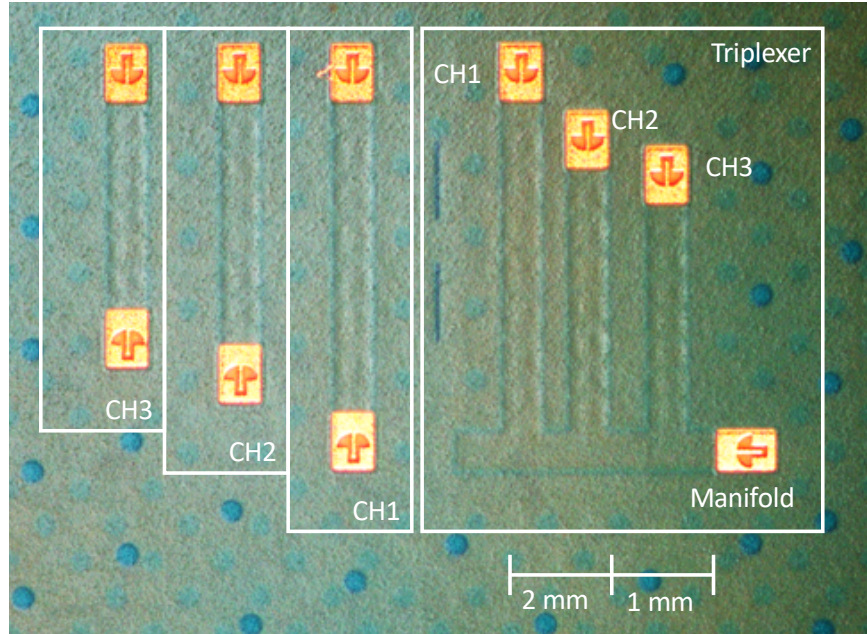 Triplexer
CH1
CH2
CH3
CH3
CH2
CH1
Manifold
2 mm
1 mm